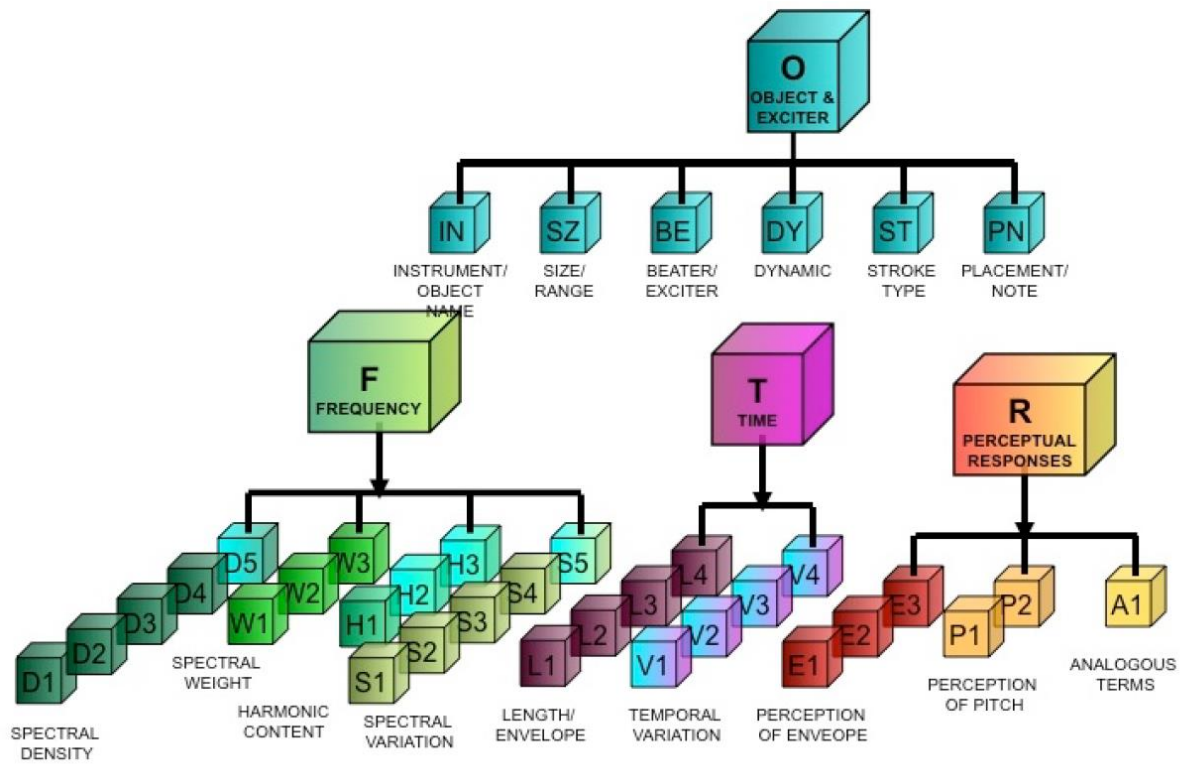 O
OBJECT &
EXCITER
IN
SZ
BE
DY
ST
PN
INSTRUMENT/
OBJECT
NAME
SIZE/
RANGE
BEATER/
EXCITER
DYNAMIC
STROKE
TYPE
PLACEMENT/
NOTE
F
FREQUENCY
T
TIME
R
PERCEPTUAL
RESPONSES
D5
D4
D3
D2
D1
W3
W2
W1
H3
H2
H1
S5
S4
S3
S2
S1
L4
L3
L2
L1
V4
V3
V2
V1
E3
E2
E1
P2
P1
A1
SPECTRAL
DENSITY
SPECTRAL
WEIGHT
HARMONIC
CONTENT
SPECTRAL
VARIATION
LENGTH/
ENVELOPE
TEMPORAL
VARIATION
PERCEPTION
OF ENVEOPE
PERCEPTION
OF PITCH
ANALOGOUS
TERMS